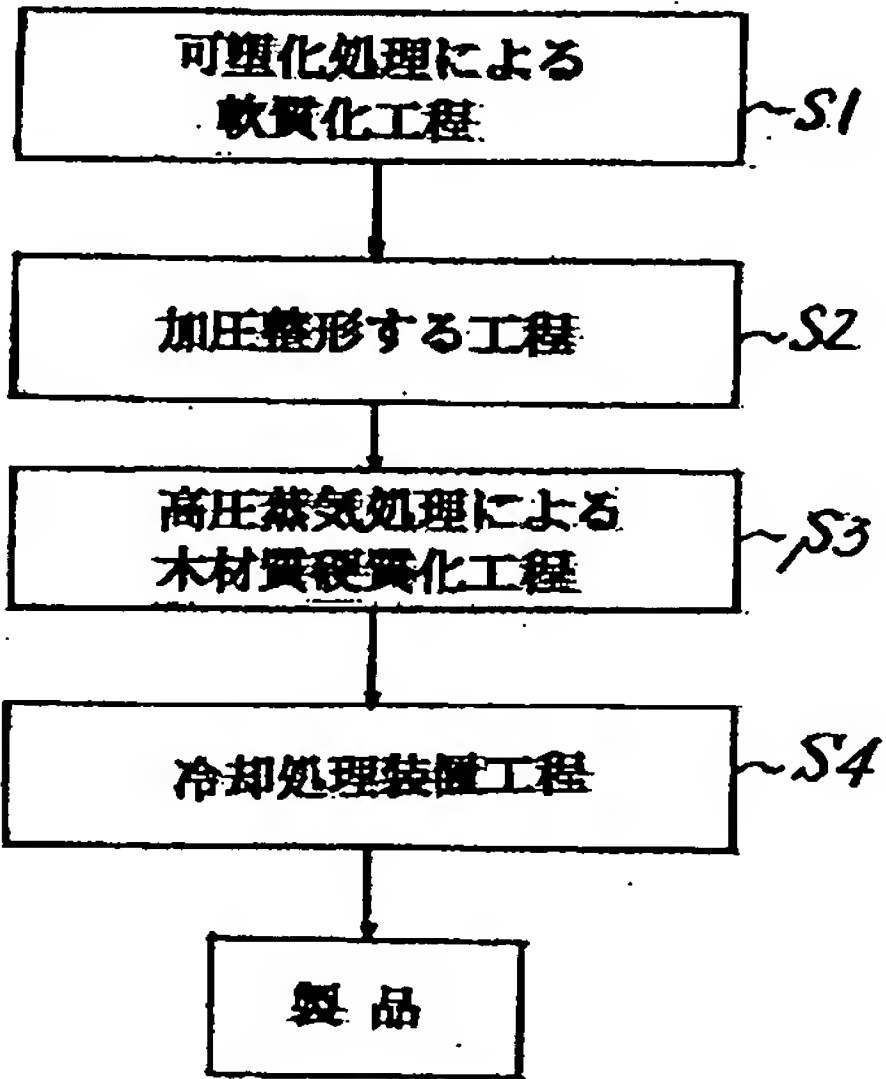 可塑化処理による
軟質化工程
S1
加圧整形する工程
S2
高圧蒸気処理による
木材質硬質化工程
S3
冷却処理装置工程
S4
製品